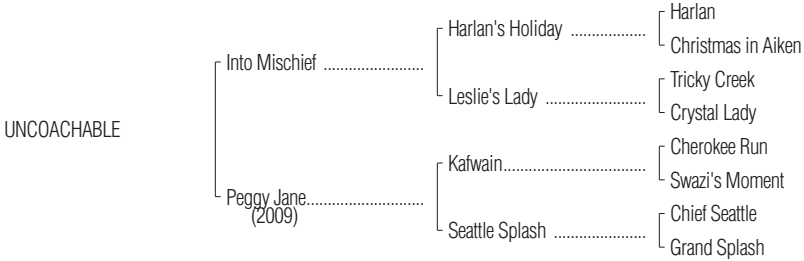 Harlan
Harlan's Holiday ..................
Christmas in Aiken
Into Mischief ........................
Tricky Creek
Leslie's Lady ........................
Crystal Lady
UNCOACHABLE
Cherokee Run
Kafwain..................................
Swazi's Moment
Peggy Jane............................
(2009)
Chief Seattle
Seattle Splash ......................
Grand Splash